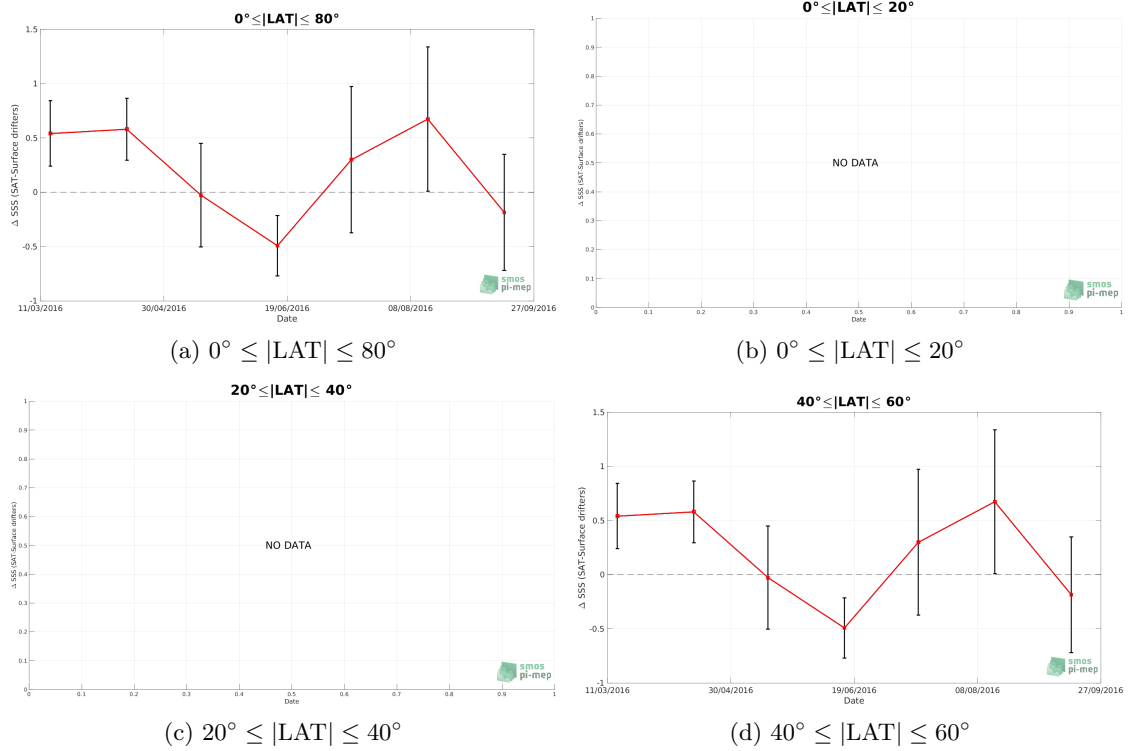 0°≤|LAT|≤ 80°
1.5
1
0.5
0
-0.5
-1
Δ SSS (SAT-Surface drifters)
11/03/2016 30/04/2016 19/06/2016 08/08/2016 27/09/2016
Date
smos
pi-mep
(a) 0° ≤ |LAT| ≤ 80°
0°≤|LAT|≤ 20°
1
0.9
0.8
0.7
0.6
0.5
0.4
0.3
0.2
0.1
0
Δ SSS (SAT-Surface drifters)
NO DATA
0 0.1 0.2 0.3 0.4 0.5 0.6 0.7 0.8 0.9 1
Date
smos
pi-mep
(b) 0° ≤ |LAT| ≤ 20°
20°≤|LAT|≤ 40°
1
0.9
0.8
0.7
0.6
0.5
0.4
0.3
0.2
0.1
0
Δ SSS (SAT-Surface drifters)
NO DATA
0 0.1 0.2 0.3 0.4 0.5 0.6 0.7 0.8 0.9 1
Date
smos
pi-mep
(c) 20° ≤ |LAT| ≤ 40°
40°≤|LAT|≤ 60°
1.5
1
0.5
0
-0.5
-1
Δ SSS (SAT-Surface drifters)
11/03/2016 30/04/2016 19/06/2016 08/08/2016 27/09/2016
Date
smos
pi-mep
(d) 40° ≤ |LAT| ≤ 60°